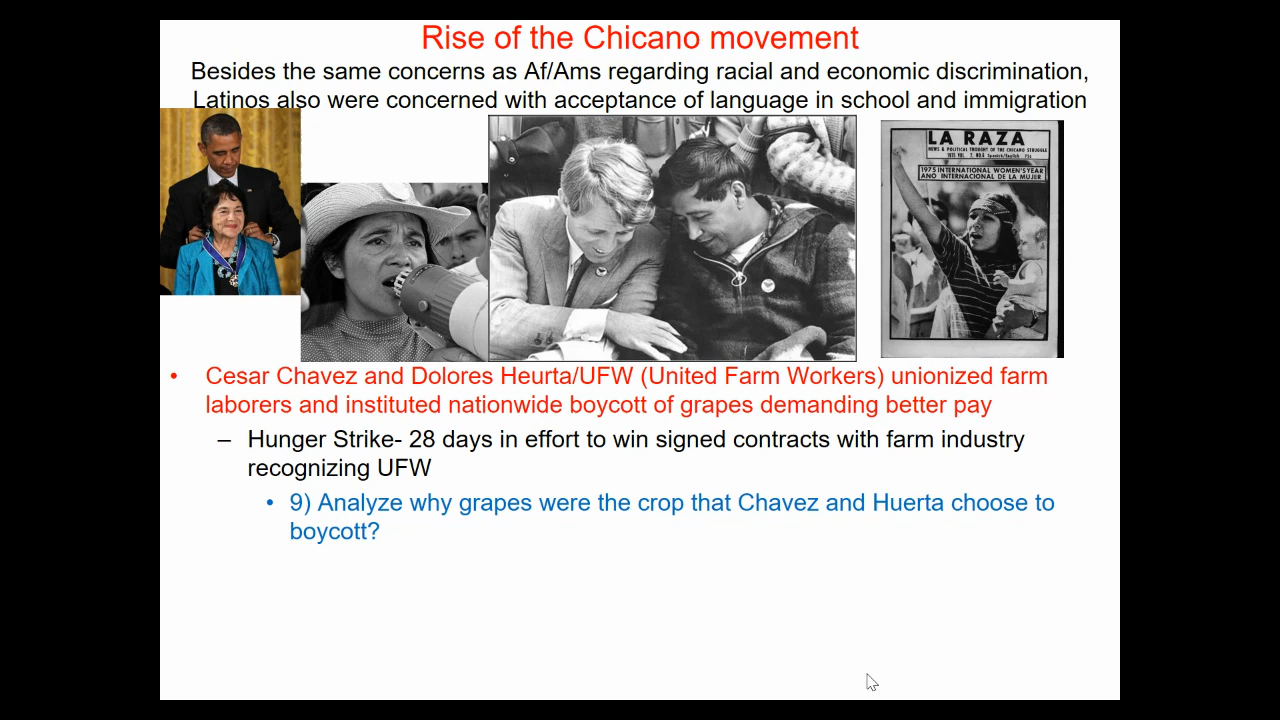 Rise of the Chicano movement
Besides the same concerns as Af/Ams regarding racial and economic discrimination,
Latinos also were concerned with acceptance of language in school and immigration
LA RAZA
NEWS & POLITICAL THOUGHT OF THE CHICANO STRUGGLE
1975 VOL. 2, NO.6 Spanish/English 75¢
1975 INTERNATIONAL WOMEN'S YEAR
AÑO INTERNACIONAL DE LA MUJER
• Cesar Chavez and Dolores Heurta/UFW (United Farm Workers) unionized farm
laborers and instituted nationwide boycott of grapes demanding better pay
– Hunger Strike- 28 days in effort to win signed contracts with farm industry
recognizing UFW
• 9) Analyze why grapes were the crop that Chavez and Huerta choose to
boycott?